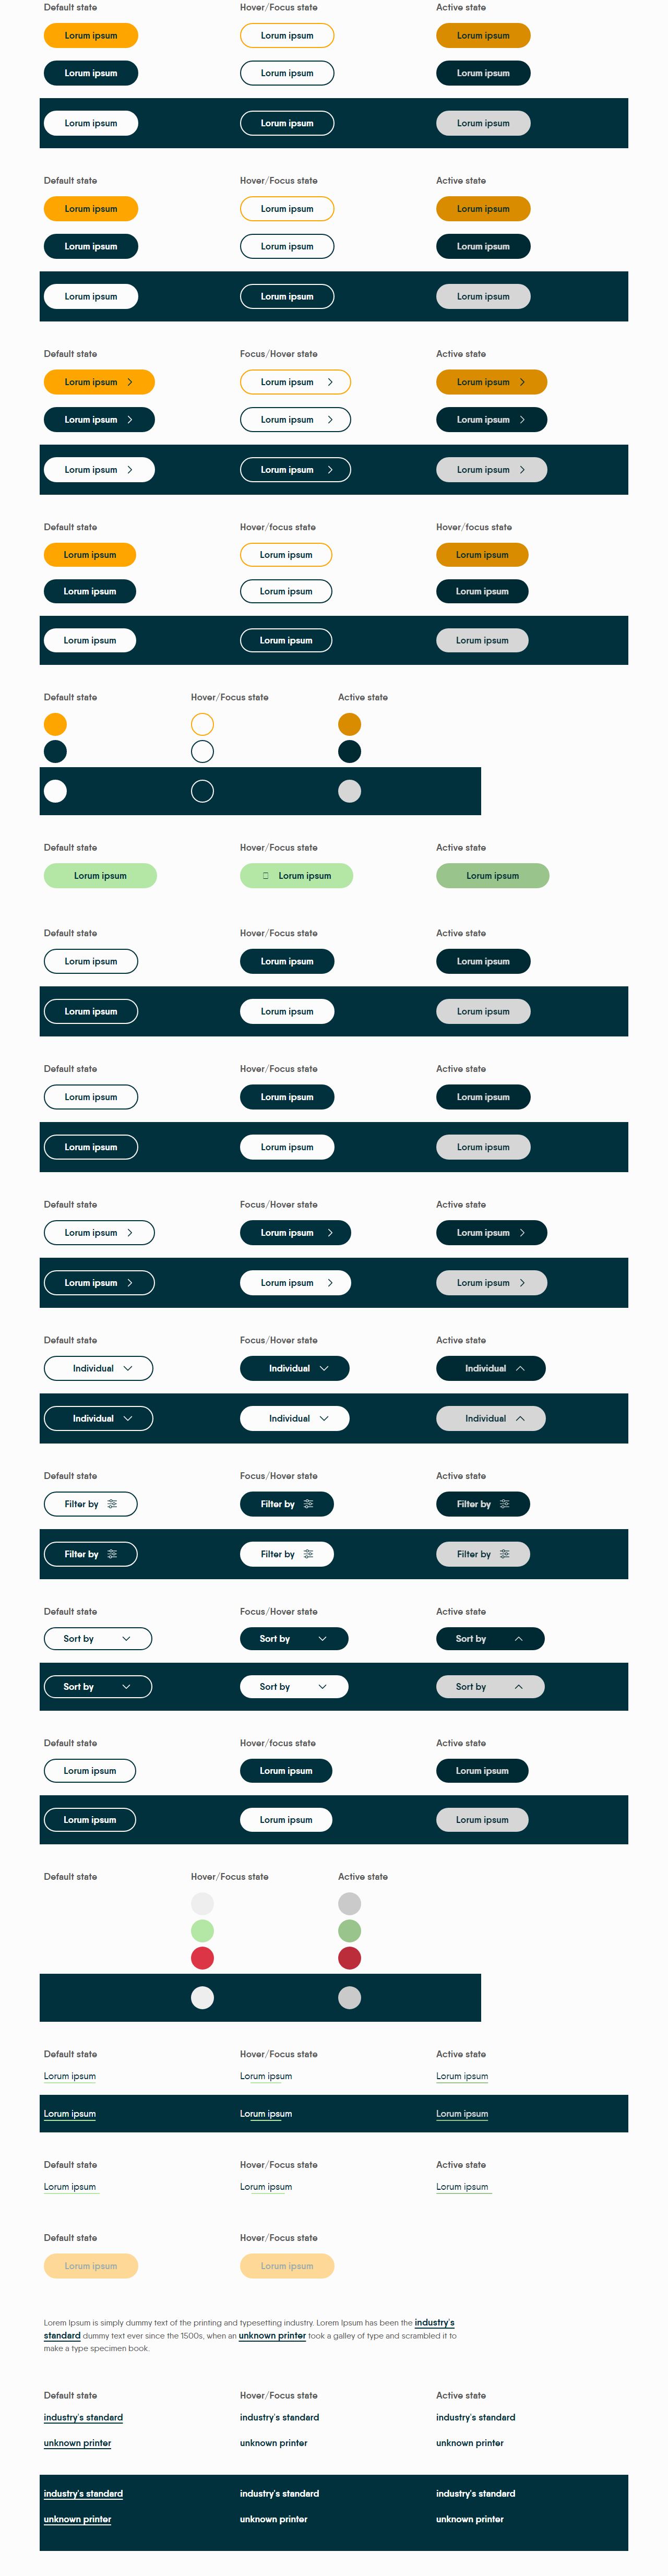 Default state Hover/Focus state Active state
Lorum ipsum Lorum ipsum Lorum ipsum
Lorum ipsum Lorum ipsum Lorum ipsum
Lorum ipsum Lorum ipsum Lorum ipsum
Default state Hover/Focus state Active state
Lorum ipsum Lorum ipsum Lorum ipsum
Lorum ipsum Lorum ipsum Lorum ipsum
Lorum ipsum Lorum ipsum Lorum ipsum
Default state Focus/Hover state Active state
Lorum ipsum Lorum ipsum Lorum ipsum
Lorum ipsum Lorum ipsum Lorum ipsum
Lorum ipsum Lorum ipsum Lorum ipsum
Default state Hover/focus state Hover/focus state
Lorum ipsum Lorum ipsum Lorum ipsum
Lorum ipsum Lorum ipsum Lorum ipsum
Lorum ipsum Lorum ipsum Lorum ipsum
Default state Hover/Focus state Active state
Default state Hover/Focus state Active state
Lorum ipsum Lorum ipsum Lorum ipsum
Default state Hover/Focus state Active state
Lorum ipsum Lorum ipsum Lorum ipsum
Lorum ipsum Lorum ipsum Lorum ipsum
Default state Hover/Focus state Active state
Lorum ipsum Lorum ipsum Lorum ipsum
Lorum ipsum Lorum ipsum Lorum ipsum
Default state Focus/Hover state Active state
Lorum ipsum Lorum ipsum Lorum ipsum
Lorum ipsum Lorum ipsum Lorum ipsum
Default state Focus/Hover state Active state
Individual Individual Individual
Individual Individual Individual
Default state Focus/Hover state Active state
Filter by Filter by Filter by
Filter by Filter by Filter by
Default state Focus/Hover state Active state
Sort by Sort by Sort by
Sort by Sort by Sort by
Default state Hover/focus state Active state
Lorum ipsum Lorum ipsum Lorum ipsum
Lorum ipsum Lorum ipsum Lorum ipsum
Default state Hover/Focus state Active state
Default state Hover/Focus state Active state
Lorum ipsum Lorum ipsum Lorum ipsum
Lorum ipsum Lorum ipsum Lorum ipsum
Default state Hover/Focus state Active state
Lorum ipsum Lorum ipsum Lorum ipsum
Default state Hover/Focus state
Lorum ipsum Lorum ipsum
Lorem Ipsum is simply dummy text of the printing and typesetting industry. Lorem Ipsum has been the industry's
standard dummy text ever since the 1500s, when an unknown printer took a galley of type and scrambled it to
make a type specimen book.
Default state Hover/Focus state Active state
industry's standard industry's standard industry's standard
unknown printer unknown printer unknown printer
industry's standard industry's standard industry's standard
unknown printer unknown printer unknown printer